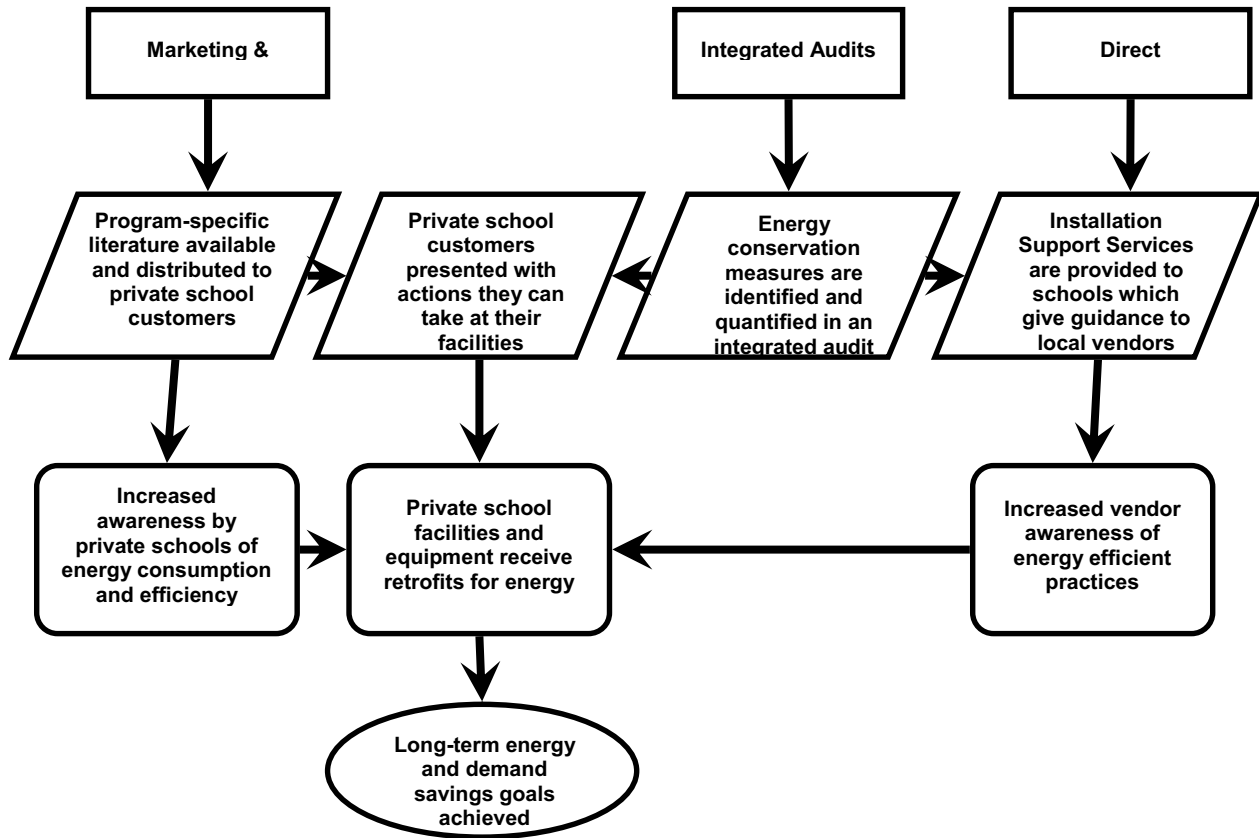 Marketing &
Integrated Audits
Direct
Program-specific
literature available
and distributed to
private school
customers
Private school
customers
presented with
actions they can
take at their
facilities
Energy
conservation
measures are
identified and
quantified in an
integrated audit
Installation
Support Services
are provided to
schools which
give guidance to
local vendors
Increased
awareness by
private schools of
energy consumption
and efficiency
Private school
facilities and
equipment receive
retrofits for energy
Increased vendor
awareness of
energy efficient
practices
Long-term energy
and demand
savings goals
achieved